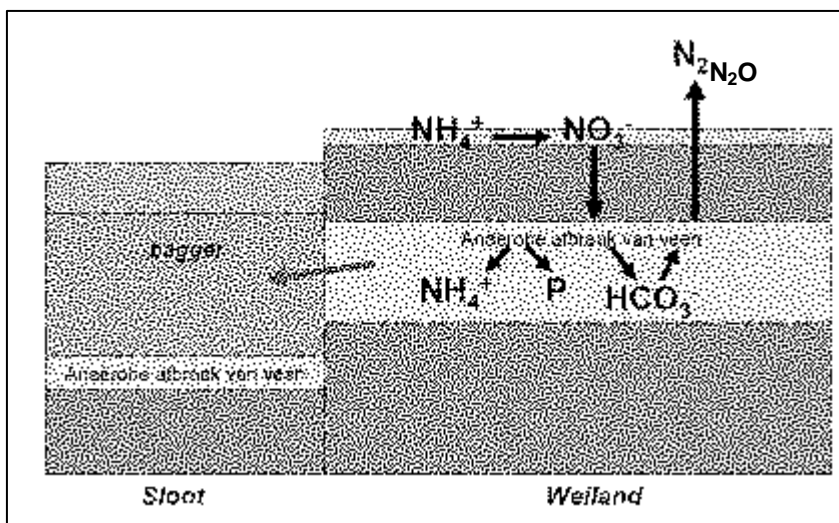 N₂ N₂O
NH₄⁺ NO₃⁻
bagger
Anaerobe afbraak van veen
NH₄⁺ P HCO₃⁻
Anaerobe afbraak van veen
Sloot Weiland